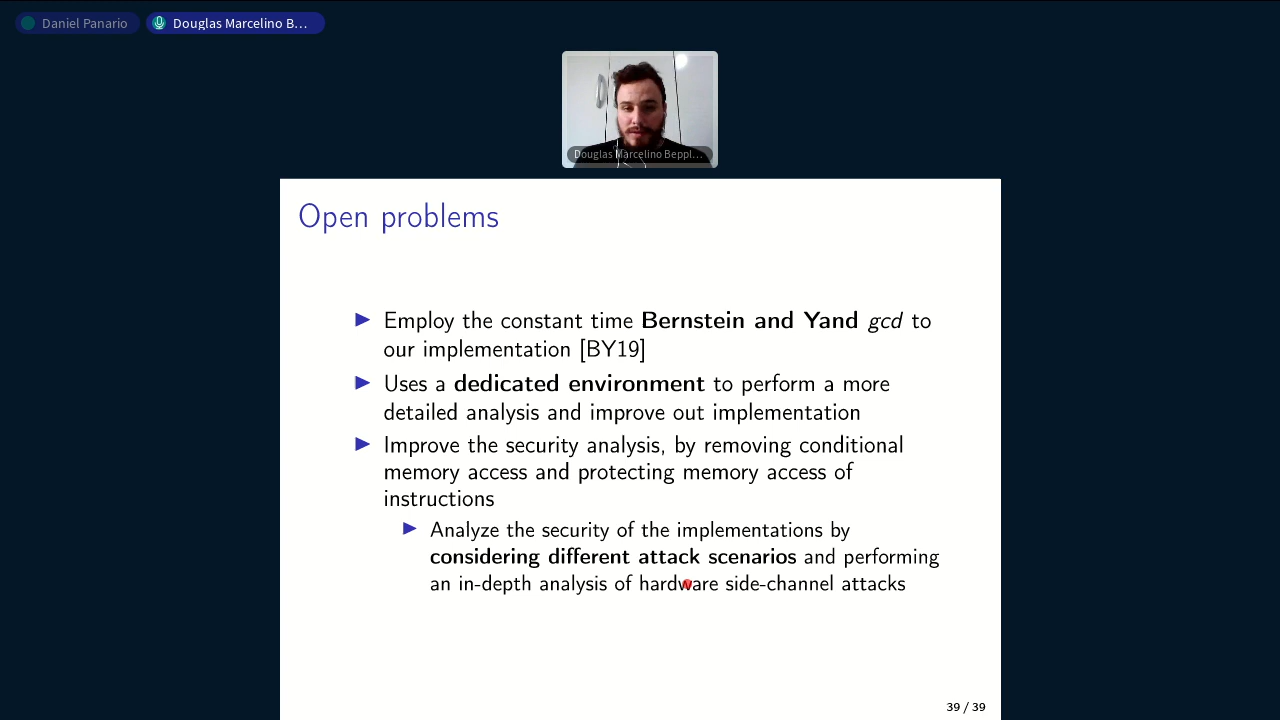 Daniel Panario
Douglas Marcelino B...
Douglas Marcelino Beppl...
Open problems
Employ the constant time Bernstein and Yand gcd to
our implementation [BY19]
Uses a dedicated environment to perform a more
detailed analysis and improve out implementation
Improve the security analysis, by removing conditional
memory access and protecting memory access of
instructions
Analyze the security of the implementations by
considering different attack scenarios and performing
an in-depth analysis of hardware side-channel attacks
39 / 39